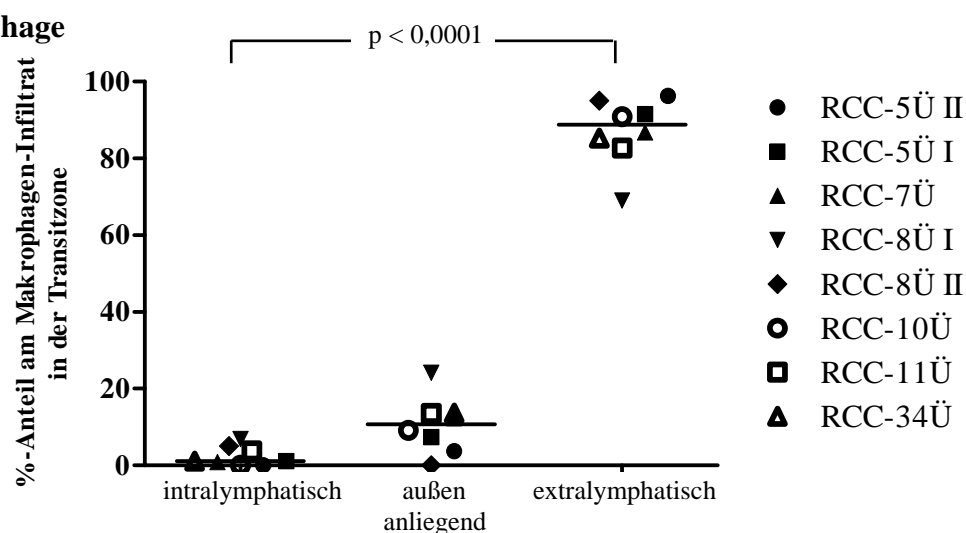 hage
p < 0,0001
%-Anteil am Makrophagen-Infiltrat
in der Transitzone
100
80
60
40
20
0
intralymphatisch
außen
anliegend
extralymphatisch
RCC-5Ü II
RCC-5Ü I
RCC-7Ü
RCC-8Ü I
RCC-8Ü II
RCC-10Ü
RCC-11Ü
RCC-34Ü